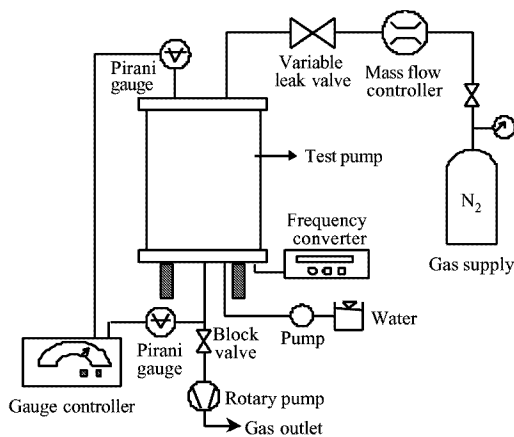 Pirani
gauge
Variable
leak valve
Mass flow
controller
Test pump
N2
Frequency
converter
Gas supply
Water
Pump
Block
valve
Pirani
gauge
Gauge controller
Rotary pump
Gas outlet